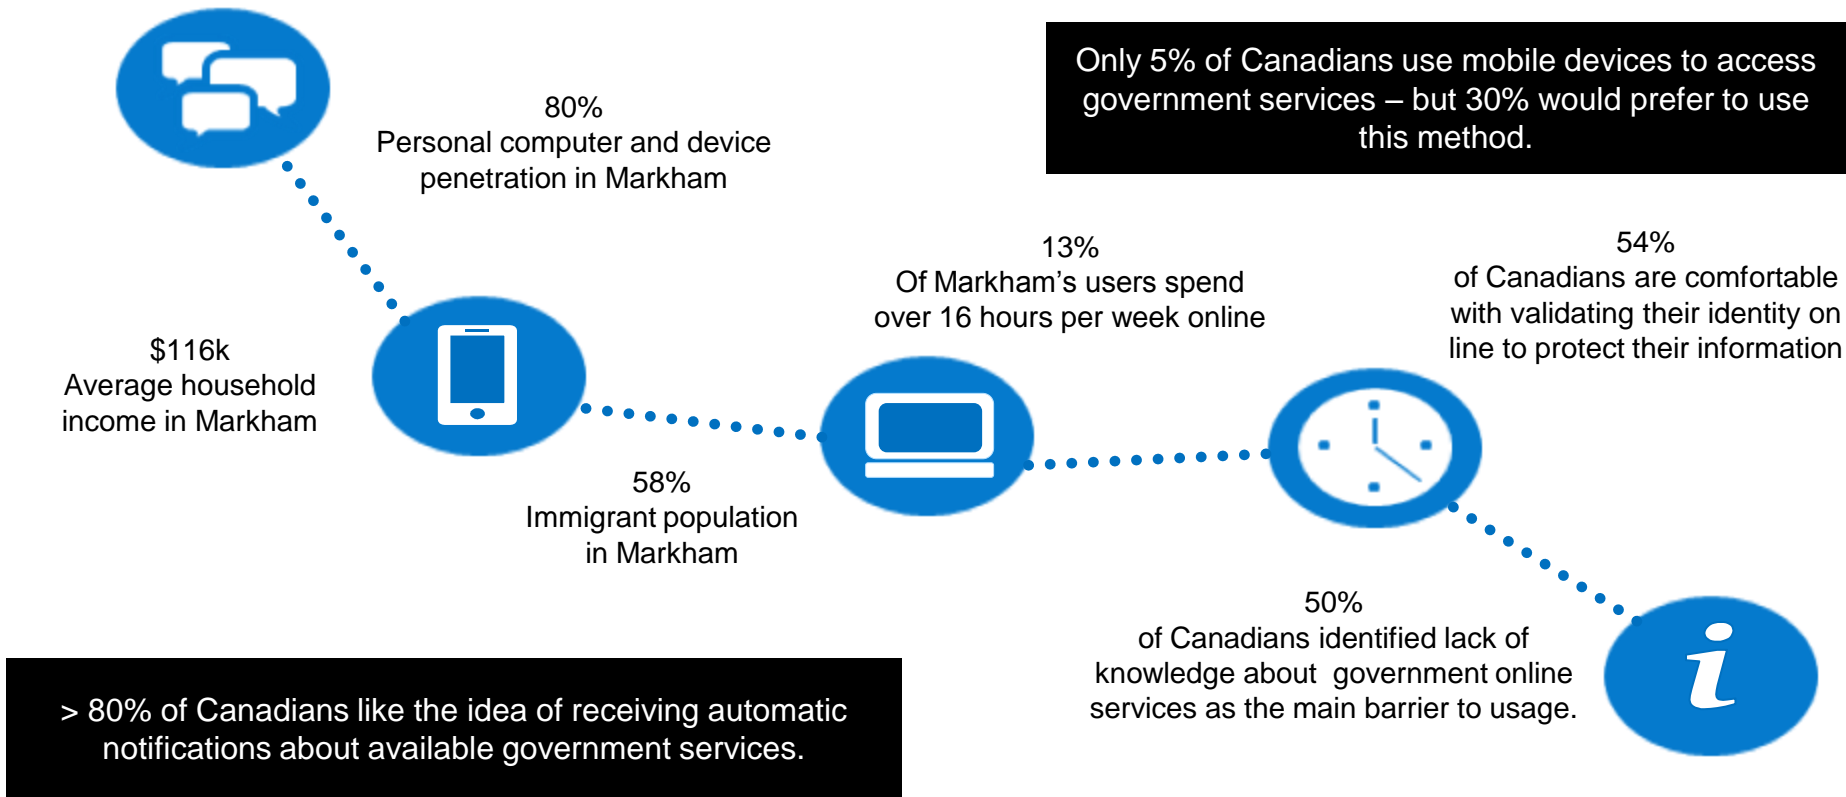 80%
Personal computer and device
penetration in Markham
Only 5% of Canadians use mobile devices to access
government services – but 30% would prefer to use
this method.
$116k
Average household
income in Markham
13%
Of Markham’s users spend
over 16 hours per week online
54%
of Canadians are comfortable
with validating their identity on
line to protect their information
58%
Immigrant population
in Markham
50%
of Canadians identified lack of
knowledge about  government online
services as the main barrier to usage.
> 80% of Canadians like the idea of receiving automatic
notifications about available government services.